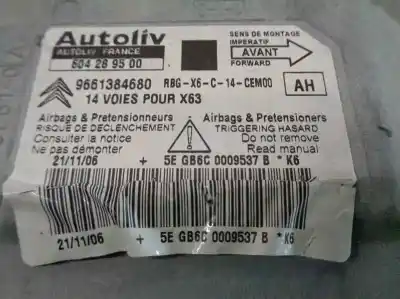 Autoliv
AUTOLIV FRANCE
604 28 95 00
SENS DE MONTAGE
IMPERATIF
AVANT
FORWARD
9661384680 RBG-X6-C-14-CEM00
14 VOIES POUR X63
AH
Airbags & Pretensionneurs
RISQUE DE DECLENCHEMENT
Consulter la notice
Ne pas démonter
Airbags & Pretensioners
TRIGGERING HASARD
Do not remove
Read manual
21/11/06 + 5E GB6C 0009537 B * K6
21/11/06 + 5E GB6C 0009537 B * K6